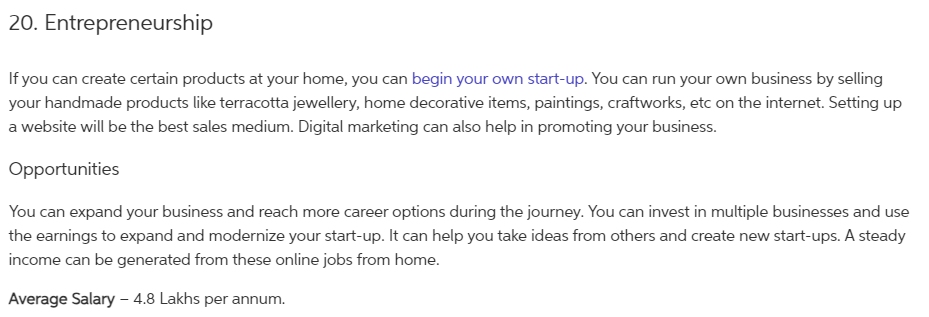 20. Entrepreneurship
If you can create certain products at your home, you can begin your own start-up. You can run your own business by selling
your handmade products like terracotta jewellery, home decorative items, paintings, craftworks, etc on the internet. Setting up
a website will be the best sales medium. Digital marketing can also help in promoting your business.
Opportunities
You can expand your business and reach more career options during the journey. You can invest in multiple businesses and use
the earnings to expand and modernize your start-up. It can help you take ideas from others and create new start-ups. A steady
income can be generated from these online jobs from home.
Average Salary – 4.8 Lakhs per annum.